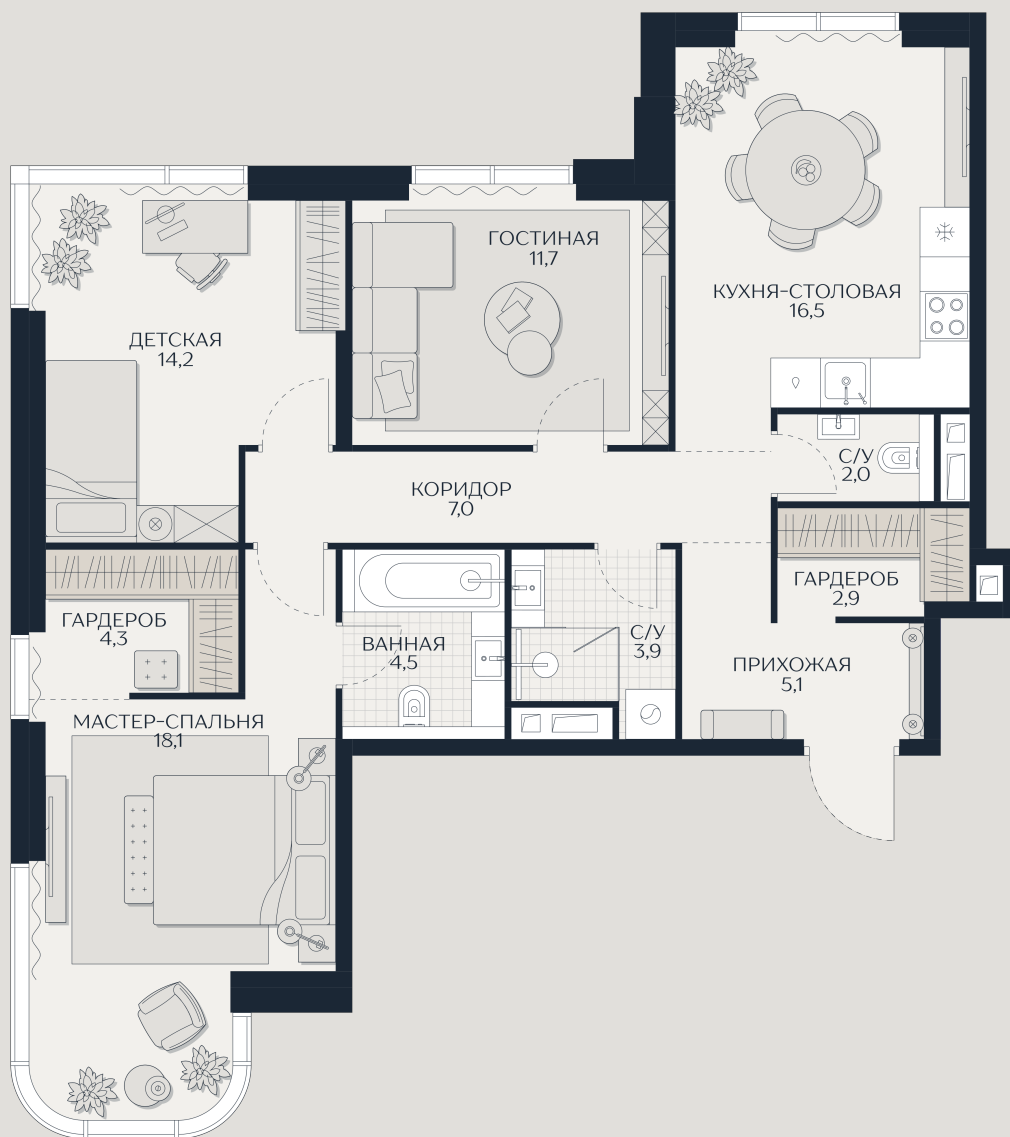 ГОСТИНАЯ
11,7
КУХНЯ-СТОЛОВАЯ
16,5
ДЕТСКАЯ
14,2
С/У
2,0
КОРИДОР
7,0
ГАРДЕРОБ
2,9
ГАРДЕРОБ
4,3
ВАННАЯ
4,5
С/У
3,9
ПРИХОЖАЯ
5,1
МАСТЕР-СПАЛЬНЯ
18,1